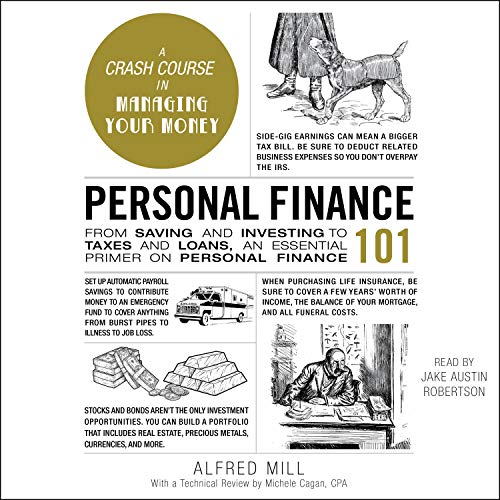 A
CRASH COURSE
IN
MANAGING
YOUR MONEY
SIDE-GIG EARNINGS CAN MEAN A BIGGER
TAX BILL. BE SURE TO DEDUCT RELATED
BUSINESS EXPENSES SO YOU DON'T OVERPAY
THE IRS.
PERSONAL FINANCE
FROM SAVING AND INVESTING TO
TAXES AND LOANS, AN ESSENTIAL
PRIMER ON PERSONAL FINANCE
101
SET UP AUTOMATIC PAYROLL
SAVINGS TO CONTRIBUTE
MONEY TO AN EMERGENCY
FUND TO COVER ANYTHING
FROM BURST PIPES TO
ILLNESS TO JOB LOSS.
WHEN PURCHASING LIFE INSURANCE, BE
SURE TO COVER A FEW YEARS' WORTH OF
INCOME, THE BALANCE OF YOUR MORTGAGE,
AND ALL FUNERAL COSTS.
STOCKS AND BONDS AREN'T THE ONLY INVESTMENT
OPPORTUNITIES. YOU CAN BUILD A PORTFOLIO
THAT INCLUDES REAL ESTATE, PRECIOUS METALS,
CURRENCIES, AND MORE.
READ BY
JAKE AUSTIN
ROBERTSON
ALFRED MILL
With a Technical Review by Michele Cagan, CPA